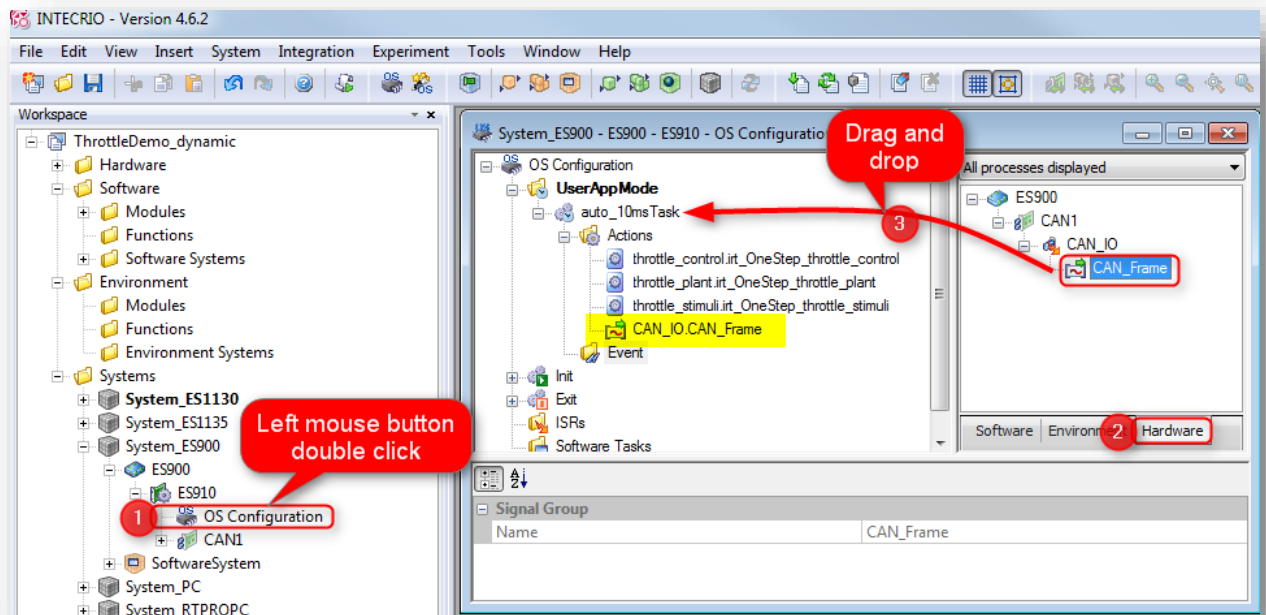 INTECRIO - Version 4.6.2
File Edit View Insert System Integration Experiment Tools Window Help
Workspace
ThrottleDemo_dynamic
Hardware
Software
Modules
Functions
Software Systems
Environment
Modules
Functions
Environment Systems
Systems
System_ES1130
System_ES1135
System_ES900
ES900
ES910
1
OS Configuration
CAN1
SoftwareSystem
System_PC
System_RTPROPC
Left mouse button
double click
System_ES900 - ES900 - ES910 - OS Configuration
Drag and
drop
OS Configuration
UserAppMode
auto_10msTask
Actions
throttle_control.irt_OneStep_throttle_control
throttle_plant.irt_OneStep_throttle_plant
throttle_stimuli.irt_OneStep_throttle_stimuli
CAN_IO.CAN_Frame
Event
Init
Exit
ISRs
Software Tasks
3
All processes displayed
ES900
CAN1
CAN_IO
CAN_Frame
Software Environment 2 Hardware
Signal Group
Name CAN_Frame